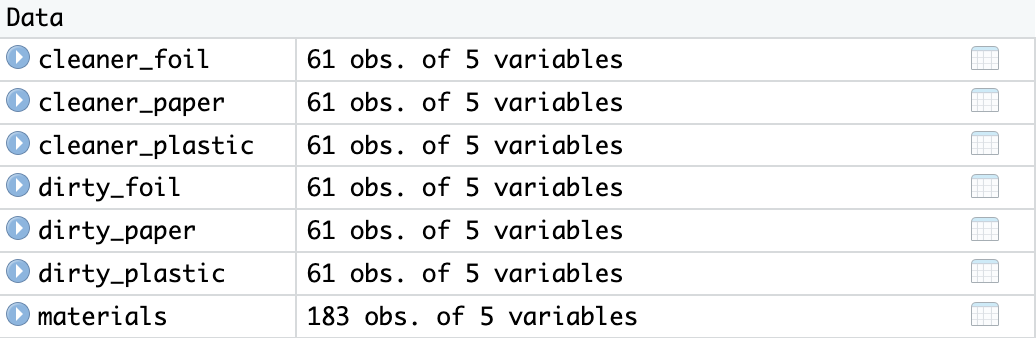 Data
cleaner_foil 61 obs. of 5 variables
cleaner_paper 61 obs. of 5 variables
cleaner_plastic 61 obs. of 5 variables
dirty_foil 61 obs. of 5 variables
dirty_paper 61 obs. of 5 variables
dirty_plastic 61 obs. of 5 variables
materials 183 obs. of 5 variables